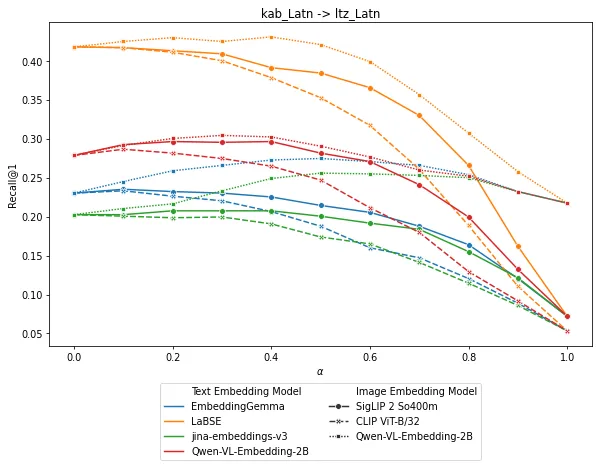 kab_Latn -> ltz_Latn
Recall@1
0.40
0.35
0.30
0.25
0.20
0.15
0.10
0.05
0.0 0.2 0.4 0.6 0.8 1.0
α
Text Embedding Model Image Embedding Model
EmbeddingGemma SigLIP 2 So400m
LaBSE CLIP ViT-B/32
jina-embeddings-v3 Qwen-VL-Embedding-2B
Qwen-VL-Embedding-2B